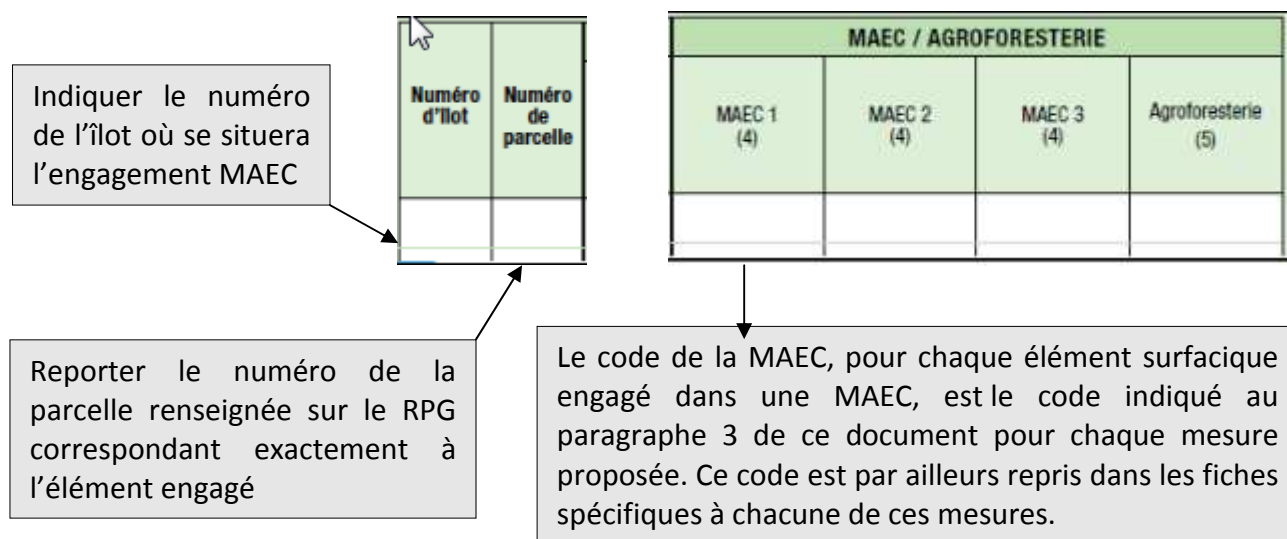 Indiquer le numéro
de l’îlot où se situera
l’engagement MAEC
Numéro
d'îlot
Numéro
de
parcelle
MAEC / AGROFORESTERIE
MAEC 1
(4)
MAEC 2
(4)
MAEC 3
(4)
Agroforesterie
(5)
Reporter le numéro de la
parcelle renseignée sur le RPG
correspondant exactement à
l’élément engagé
Le code de la MAEC, pour chaque élément surfacique
engagé dans une MAEC, est le code indiqué au
paragraphe 3 de ce document pour chaque mesure
proposée. Ce code est par ailleurs repris dans les fiches
spécifiques à chacune de ces mesures.